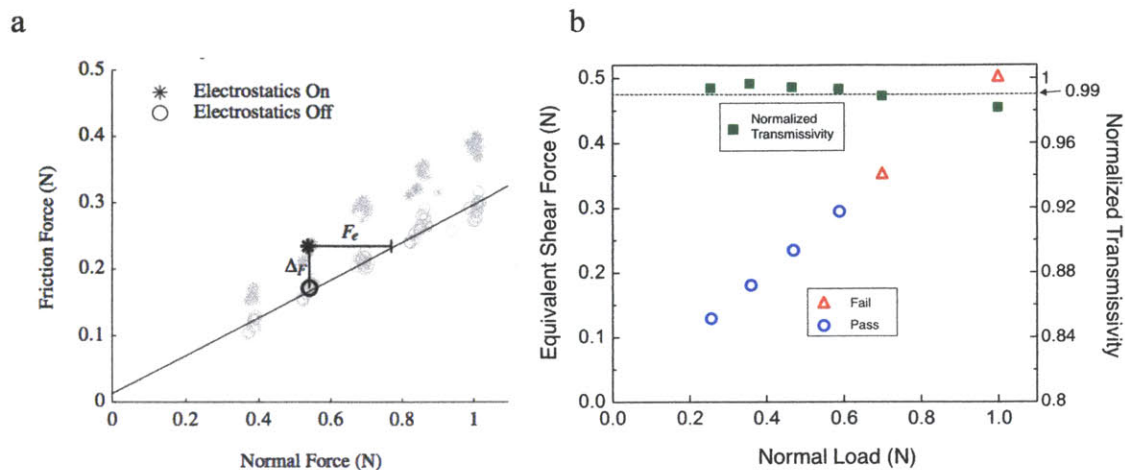 a
b
0.5
0.4
0.3
0.2
0.1
0
Friction Force (N)
Electrostatics On
Electrostatics Off
Fe
ΔF
0
0.2
0.4
0.6
0.8
1
Normal Force (N)
0.5
0.4
0.3
0.2
0.1
0.0
Equivalent Shear Force (N)
Normalized
Transmissivity
Fail
Pass
1
0.99
0.96
0.92
0.88
0.84
0.8
Normalized Transmissivity
0.0
0.2
0.4
0.6
0.8
1.0
Normal Load (N)